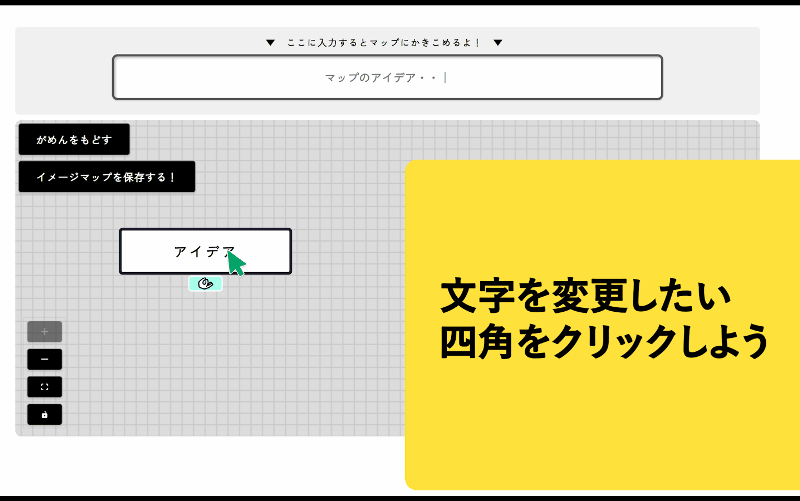 ▼ ここに入力するとマップにかきこめるよ！ ▼
マップのアイデア・・
がめんをもどす
イメージマップを保存する！
アイデア
文字を変更したい
四角をクリックしよう